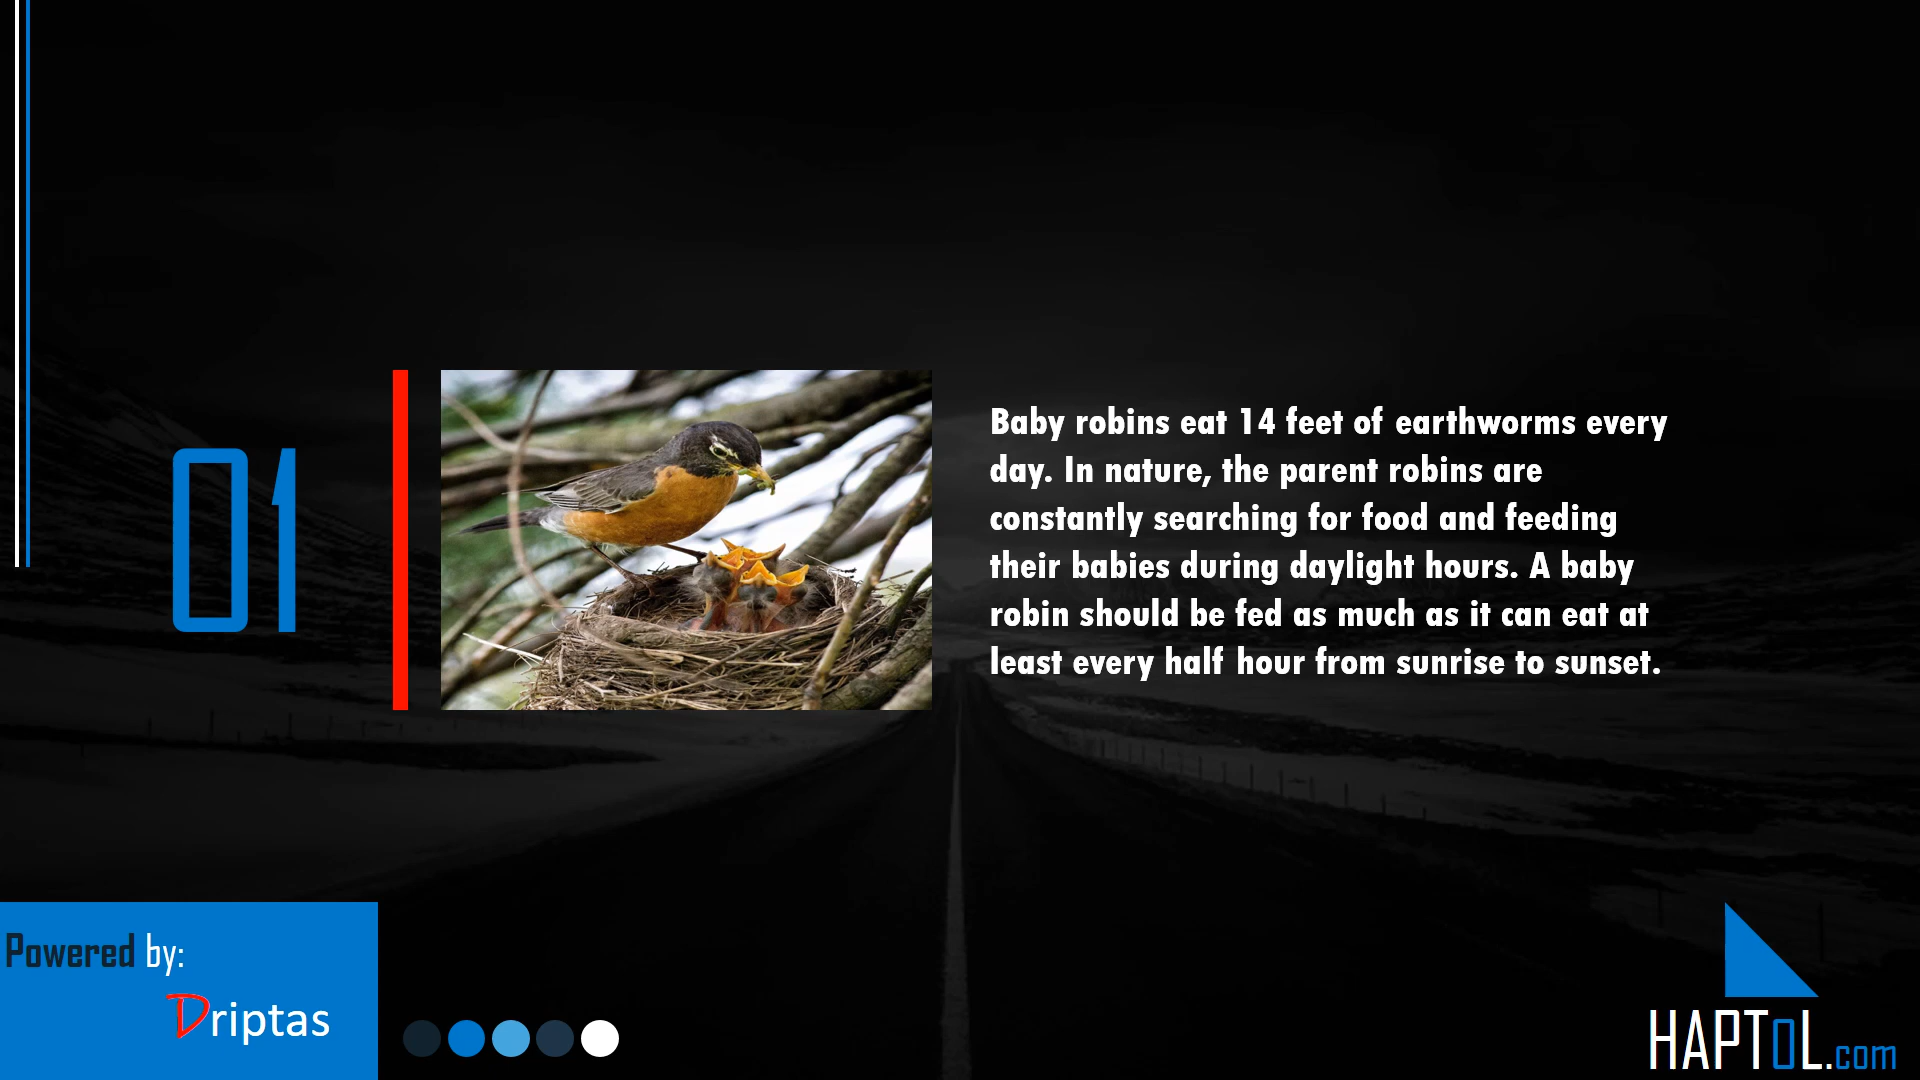 01
Baby robins eat 14 feet of earthworms every
day. In nature, the parent robins are
constantly searching for food and feeding
their babies during daylight hours. A baby
robin should be fed as much as it can eat at
least every half hour from sunrise to sunset.
Powered by:
Driptas
HAPToL.com